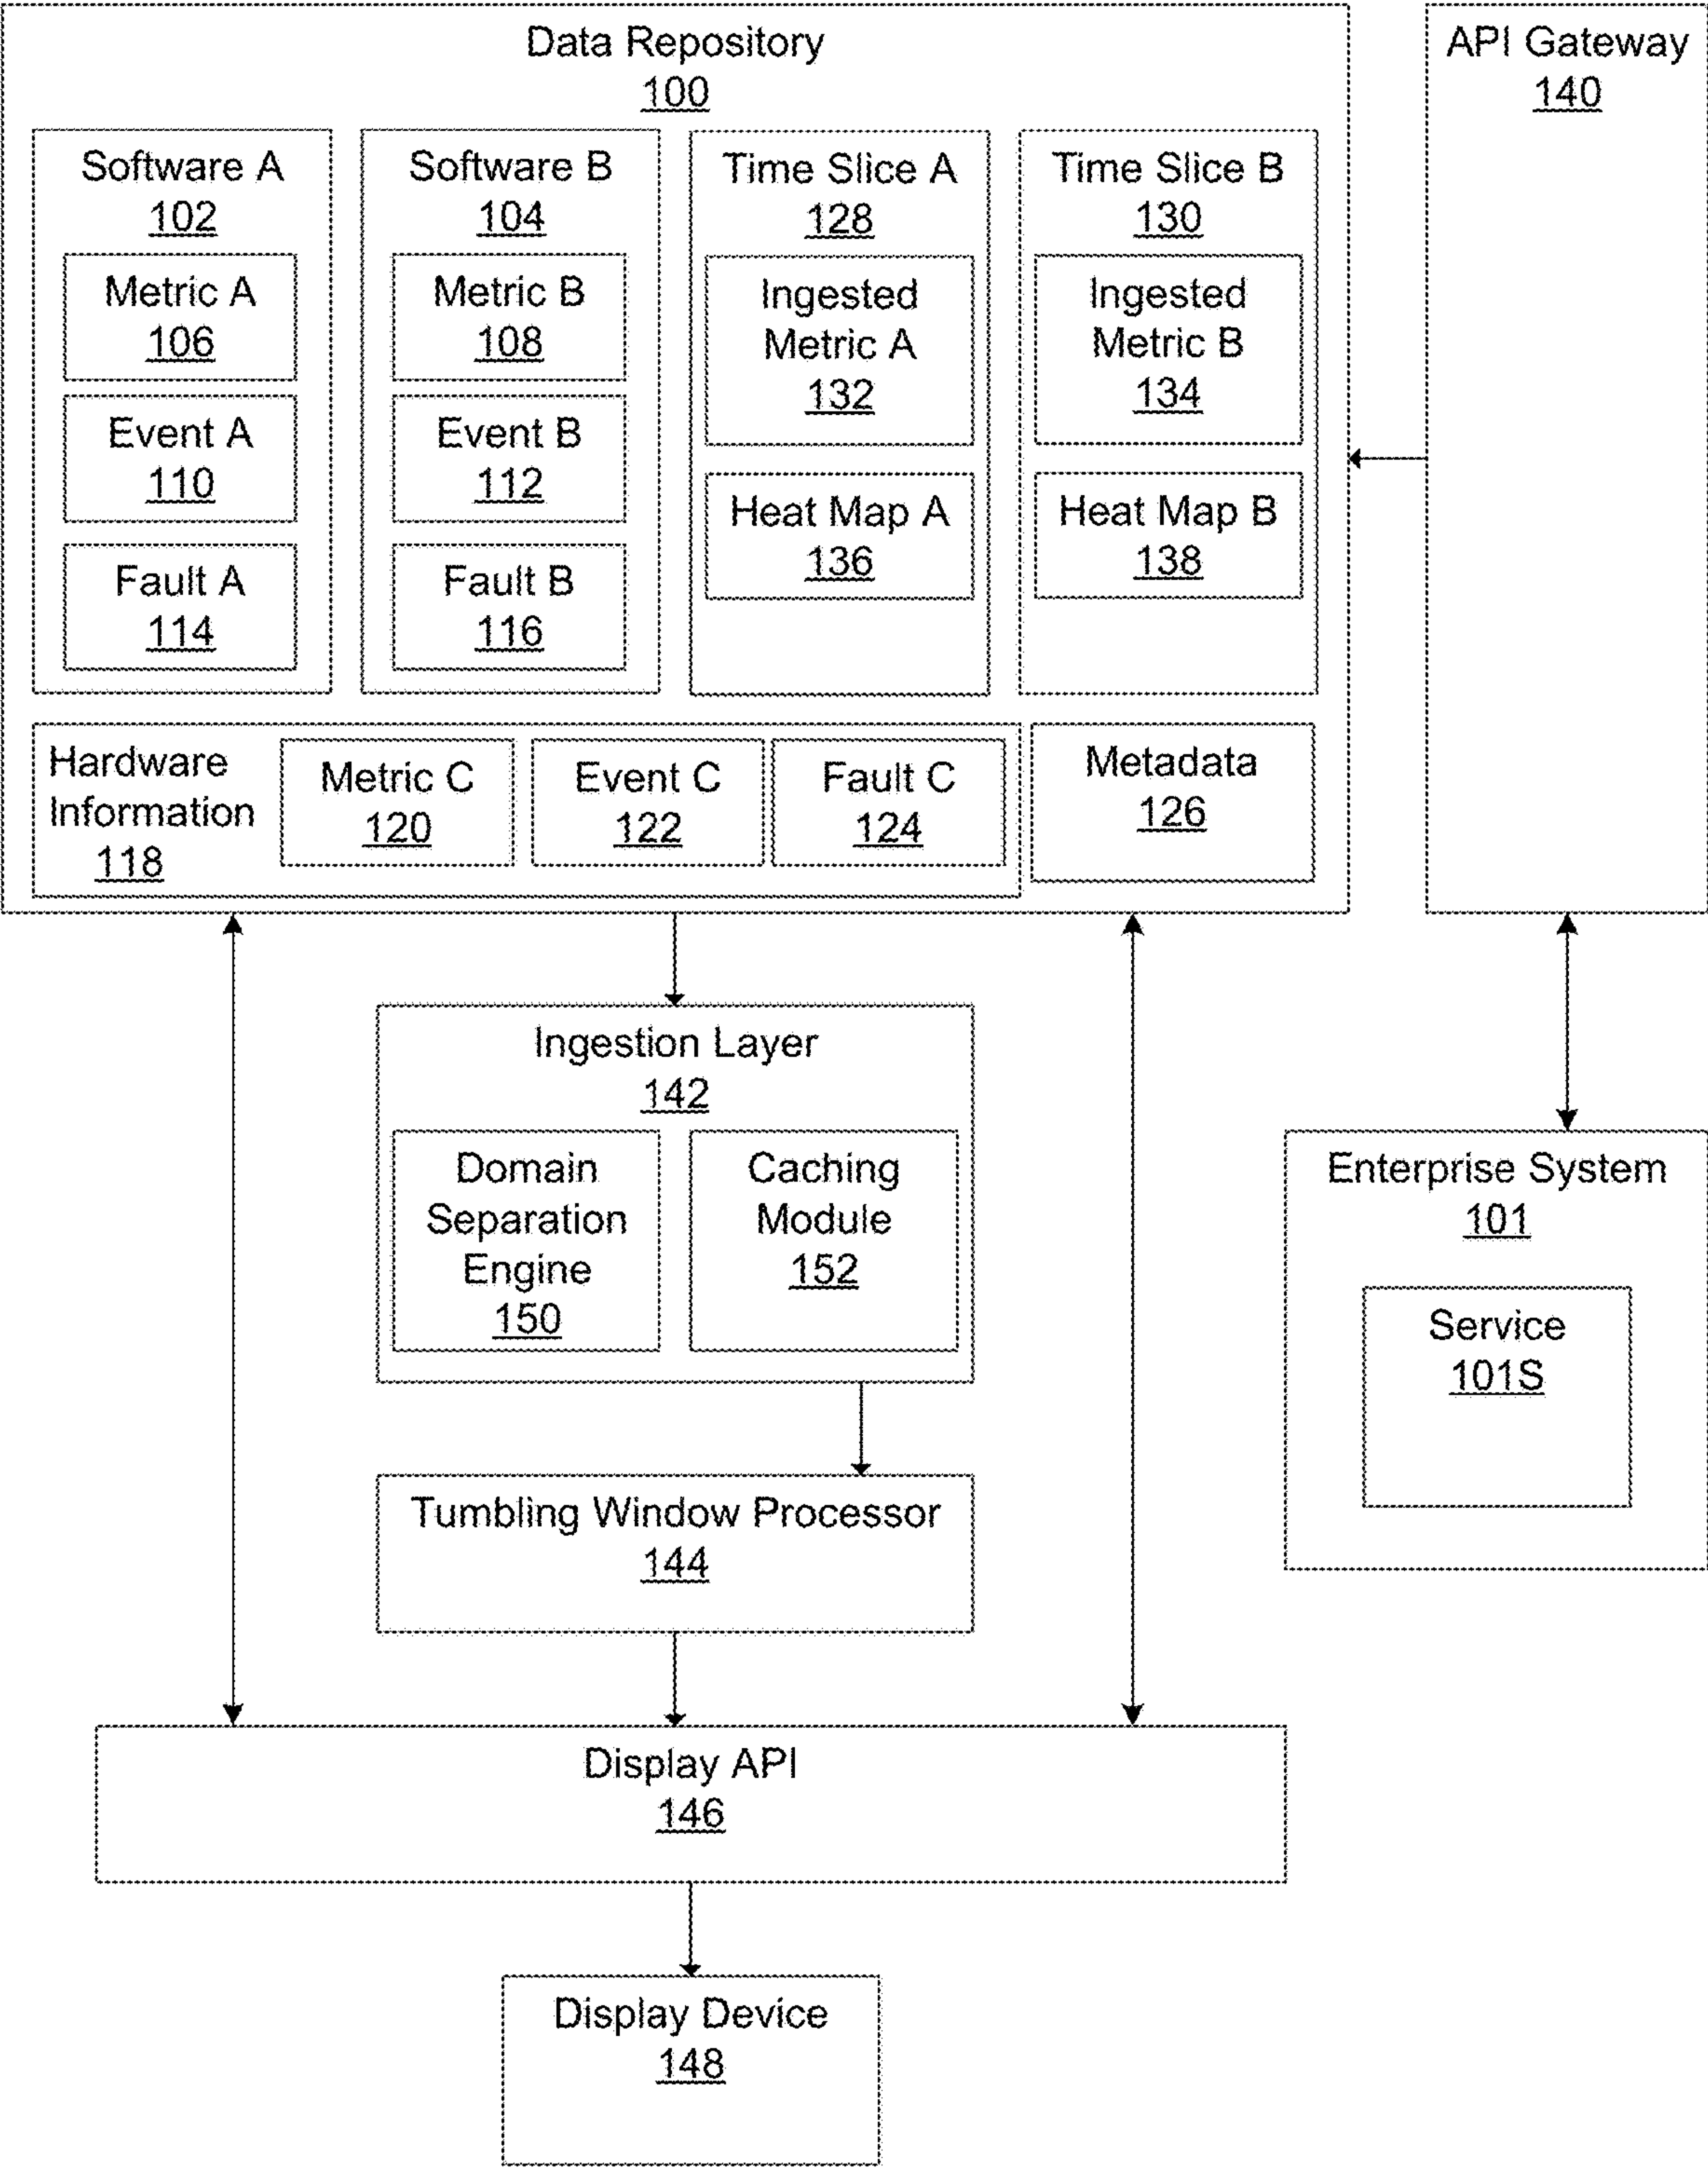 Data Repository
100
API Gateway
140
Software A
102
Metric A
106
Event A
110
Fault A
114
Software B
104
Metric B
108
Event B
112
Fault B
116
Time Slice A
128
Ingested
Metric A
132
Heat Map A
136
Time Slice B
130
Ingested
Metric B
134
Heat Map B
138
Hardware
Information
118
Metric C
120
Event C
122
Fault C
124
Metadata
126
Ingestion Layer
142
Domain
Separation
Engine
150
Caching
Module
152
Enterprise System
101
Service
101S
Tumbling Window Processor
144
Display API
146
Display Device
148